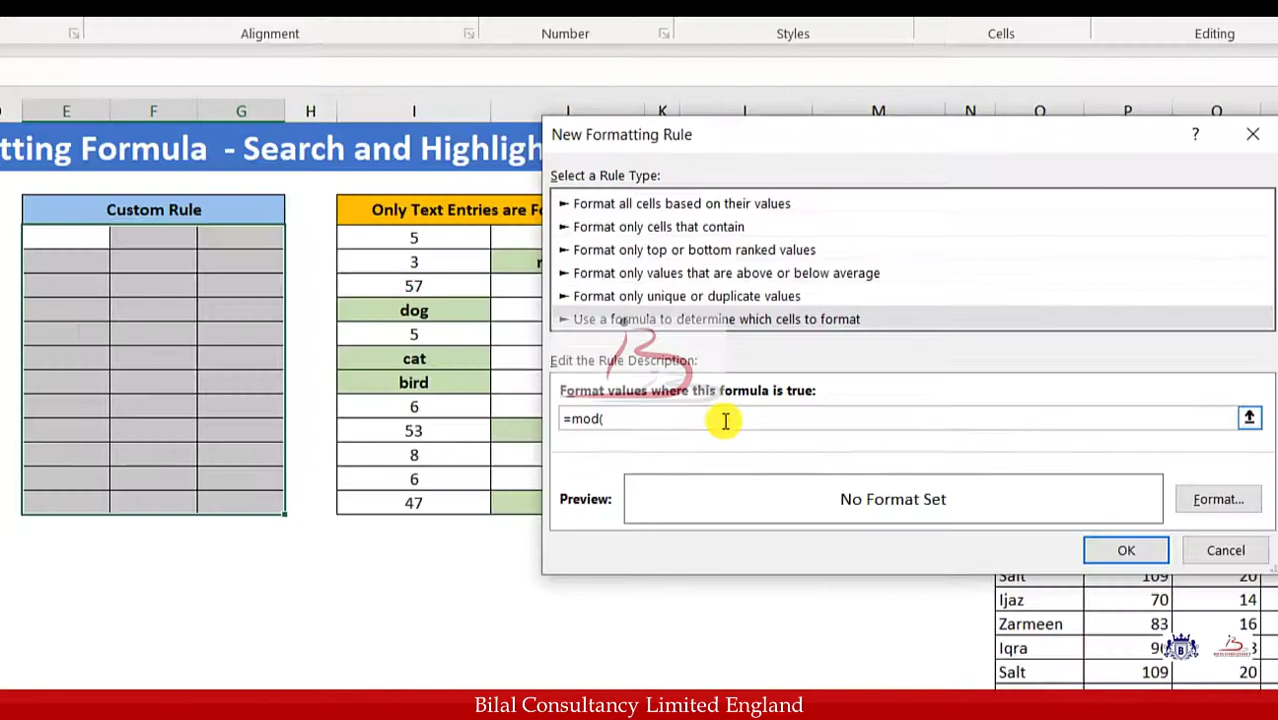 Alignment
Number
Styles
Cells
Editing
E F G H I K M N P
tting Formula - Search and Highligh
Custom Rule
Only Text Entries are Fo
5
3
57
dog
5
cat
bird
6
53
8
6
47
New Formatting Rule
?
Select a Rule Type:
► Format all cells based on their values
► Format only cells that contain
► Format only top or bottom ranked values
► Format only values that are above or below average
► Format only unique or duplicate values
► Use a formula to determine which cells to format
Edit the Rule Description:
Format values where this formula is true:
=mod(
Preview:
No Format Set
Format...
OK
Cancel
Salt 109 20
Ijaz 70 14
Zarmeen 83 16
Iqra
Salt 109 20
B
Bilal Consultancy Limited England